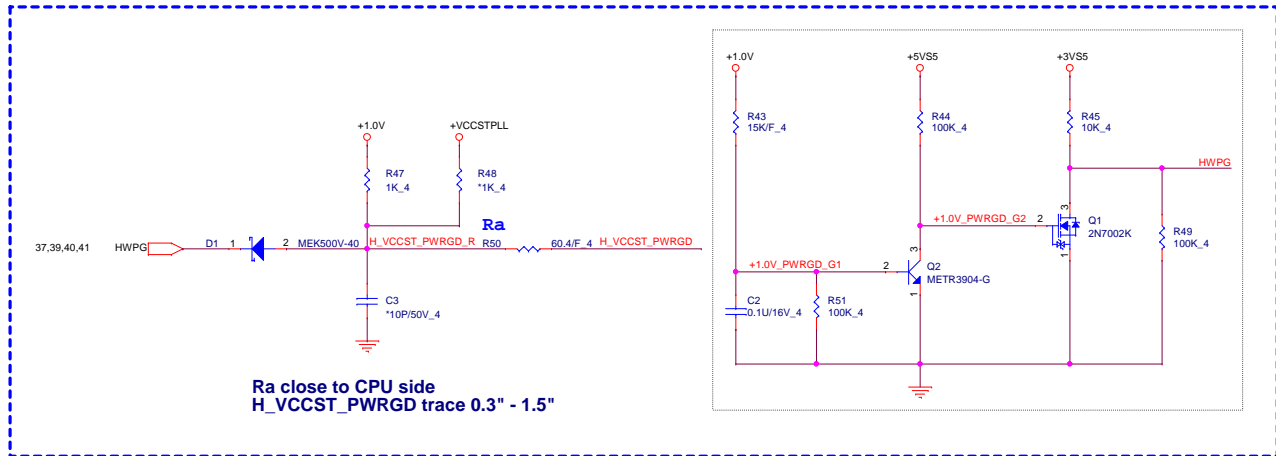 +1.0V
+VCCSTPLL
R47
1K_4
R48
*1K_4
Ra
37,39,40,41
HWPG
D1
1
2
MEK500V-40
H_VCCST_PWRGD_R
R50
60.4/F_4
H_VCCST_PWRGD
C3
*10P/50V_4
Ra close to CPU side
H_VCCST_PWRGD trace 0.3" - 1.5"
+1.0V
+5VS5
+3VS5
R43
15K/F_4
R44
100K_4
R45
10K_4
HWPG
+1.0V_PWRGD_G2
2
3
1
Q1
2N7002K
R49
100K_4
+1.0V_PWRGD_G1
2
3
1
Q2
METR3904-G
C2
0.1U/16V_4
R51
100K_4